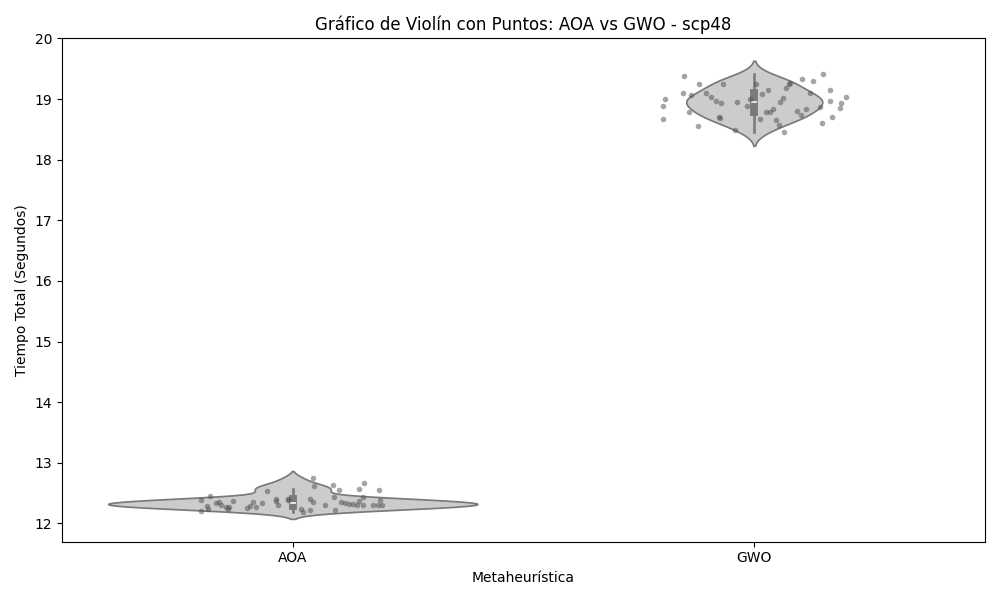 Gráfico de Violín con Puntos: AOA vs GWO - scp48
20
19
18
17
16
15
14
13
12
Tiempo Total (Segundos)
AOA
GWO
Metaheurística